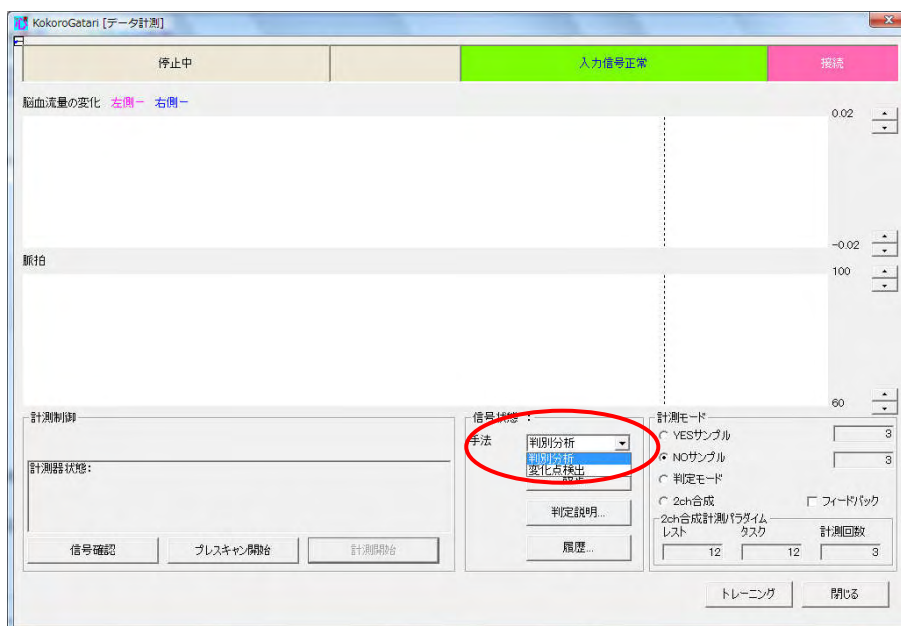 KokoroGatari [データ計測]
停止中
入力信号正常
接続
脳血流量の変化 左側ー 右側ー
0.02
-0.02
脈拍
100
60
計測制御
計測器状態:
信号確認
プレスキャン開始
計測開始
信号状態 :
手法
判別分析
判別分析
変化点検出
判定説明...
履歴...
計測モード
YESサンプル
3
NOサンプル
3
判定モード
2ch合成
フィードバック
2ch合成計測パラダイム
レスト
タスク
計測回数
12
12
3
トレーニング
閉じる